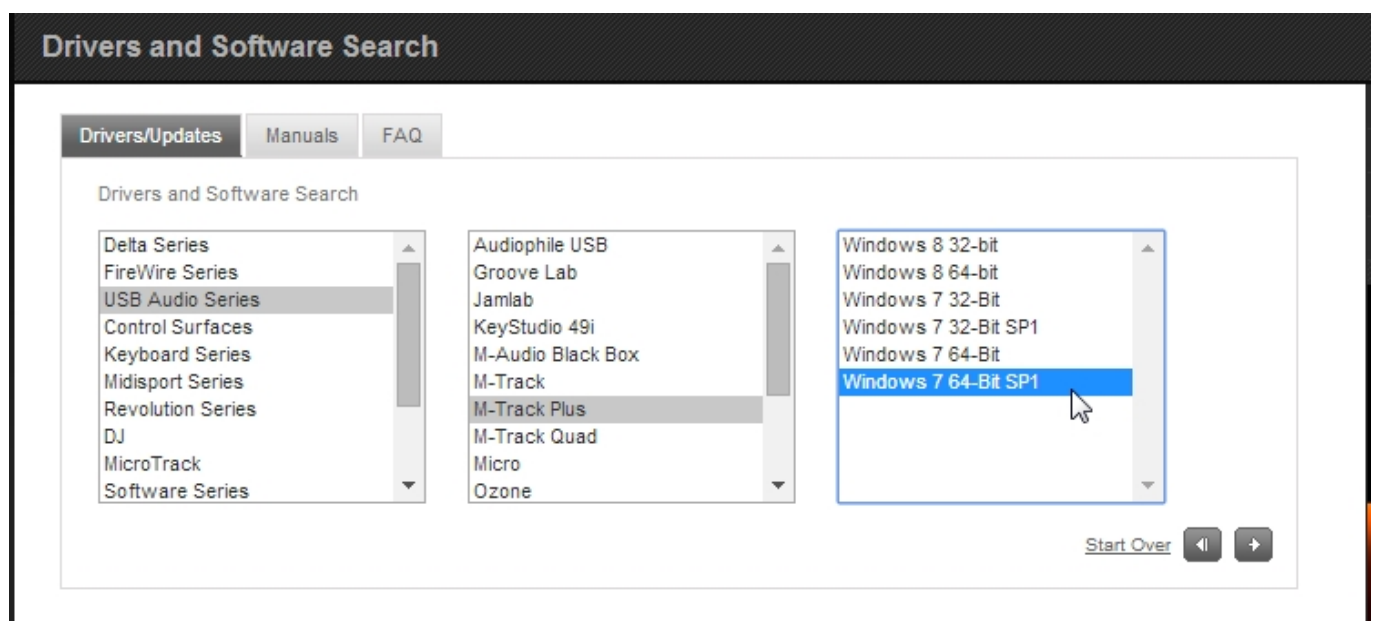 Drivers and Software Search
Drivers/Updates
Manuals
FAQ
Drivers and Software Search
Delta Series
FireWire Series
USB Audio Series
Control Surfaces
Keyboard Series
Midisport Series
Revolution Series
DJ
MicroTrack
Software Series
Audiophile USB
Groove Lab
Jamlab
KeyStudio 49i
M-Audio Black Box
M-Track
M-Track Plus
M-Track Quad
Micro
Ozone
Windows 8 32-bit
Windows 8 64-bit
Windows 7 32-Bit
Windows 7 32-Bit SP1
Windows 7 64-Bit
Windows 7 64-Bit SP1
Start Over